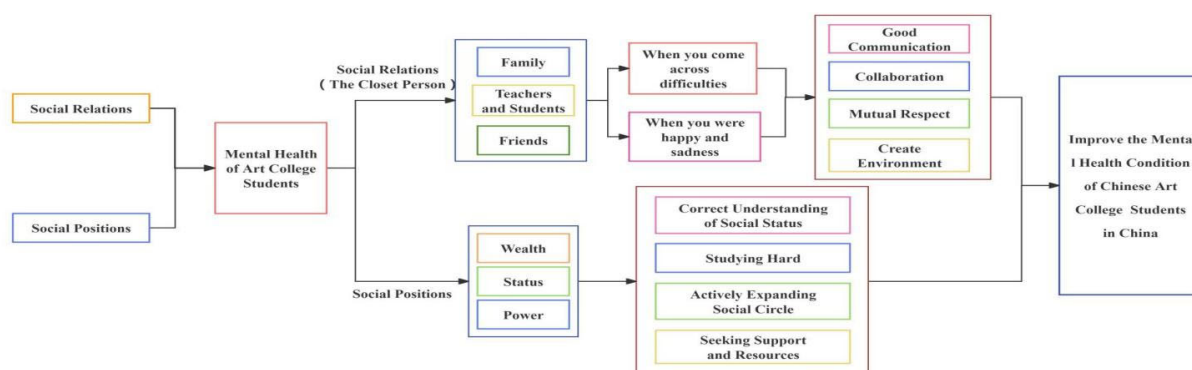 Social Relations
Social Positions
Mental Health
of Art College
Students
Social Relations
( The Closet Person )
Family
Teachers
and Students
Friends
When you come
across
difficulties
When you were
happy and
sadness
Good
Communication
Collaboration
Mutual Respect
Create
Environment
Social Positions
Wealth
Status
Power
Correct Understanding
of Social Status
Studying Hard
Actively Expanding
Social Circle
Seeking Support
and Resources
Improve the Menta
l Health Condition
of Chinese Art
College Students
in China